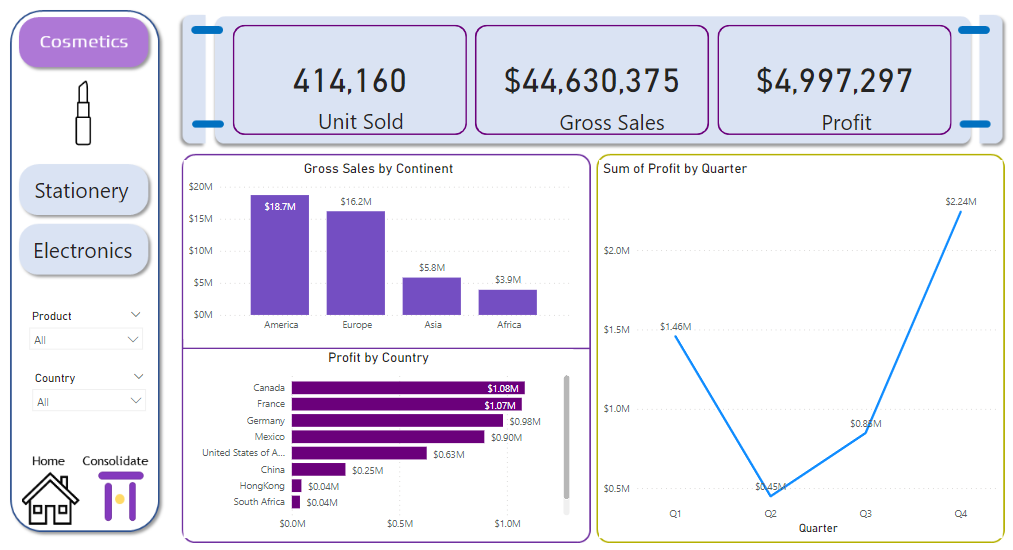 Cosmetics
Stationery
Electronics
Product
All
Country
All
Home
Consolidate
414,160
Unit Sold
$44,630,375
Gross Sales
$4,997,297
Profit
Gross Sales by Continent
$20M
$15M
$10M
$5M
$0M
$18.7M
$16.2M
$5.8M
$3.9M
America
Europe
Asia
Africa
Profit by Country
Canada
$1.08M
France
$1.07M
Germany
$0.98M
Mexico
$0.90M
United States of A...
$0.63M
China
$0.25M
HongKong
$0.04M
South Africa
$0.04M
$0.0M
$0.5M
$1.0M
Sum of Profit by Quarter
$2.0M
$1.5M
$1.0M
$0.5M
$1.46M
$0.45M
$2.24M
Q1
Q2
Q3
Q4
Quarter